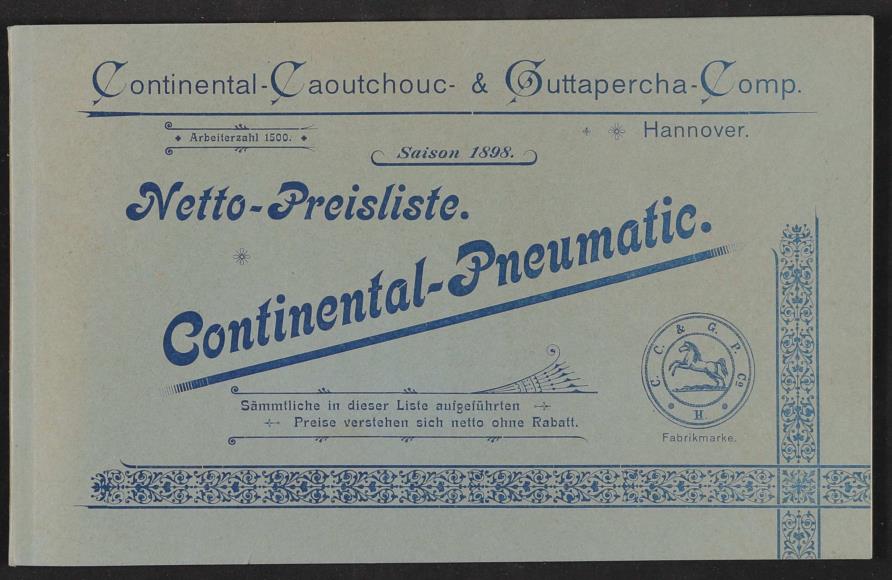 Continental-Caoutchouc- & Guttapercha-Comp.
Arbeiterzahl 1500.
Hannover.
Saison 1898.
Netto-Preisliste.
Continental-Pneumatic.
C. C. & G. P. Co
H.
Sämmtliche in dieser Liste aufgeführten
Preise verstehen sich netto ohne Rabatt.
Fabrikmarke.